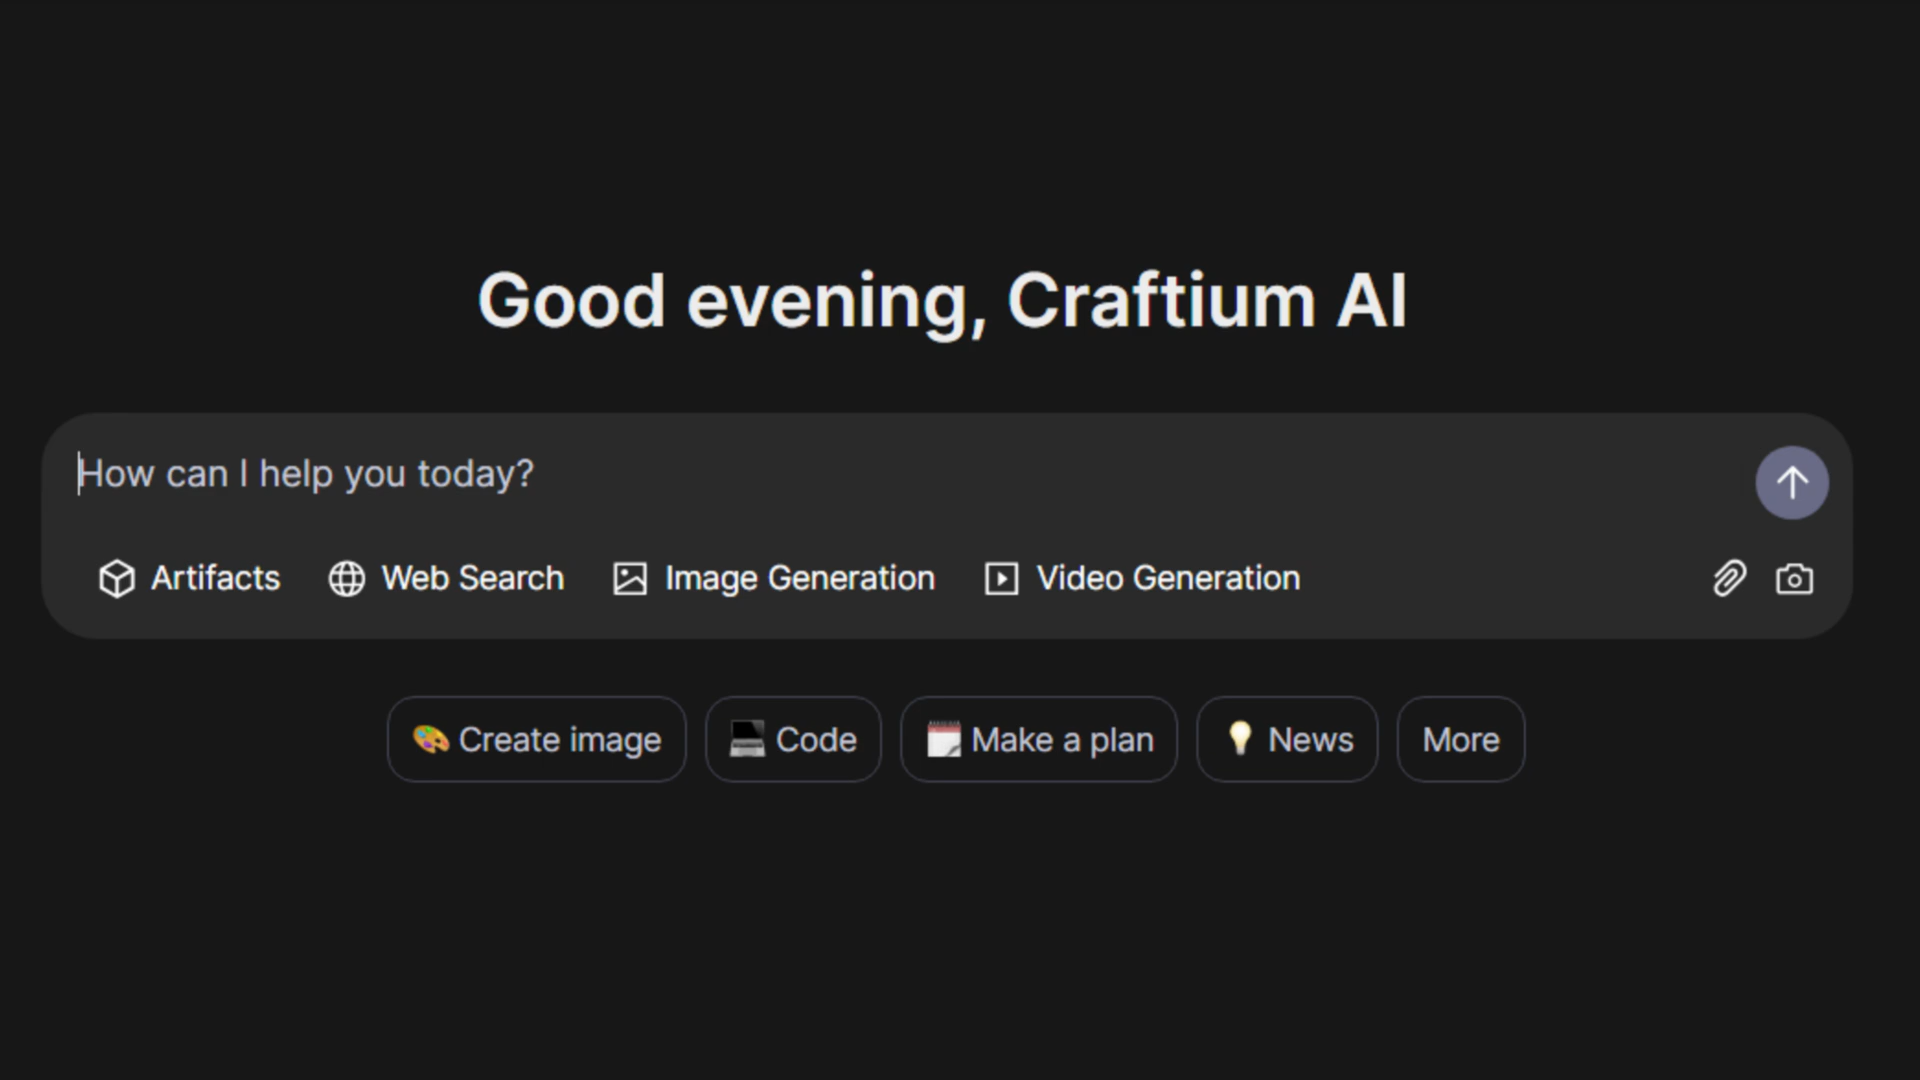 Good evening, Craftium AI
How can I help you today?
Artifacts Web Search Image Generation Video Generation
Create image Code Make a plan News More